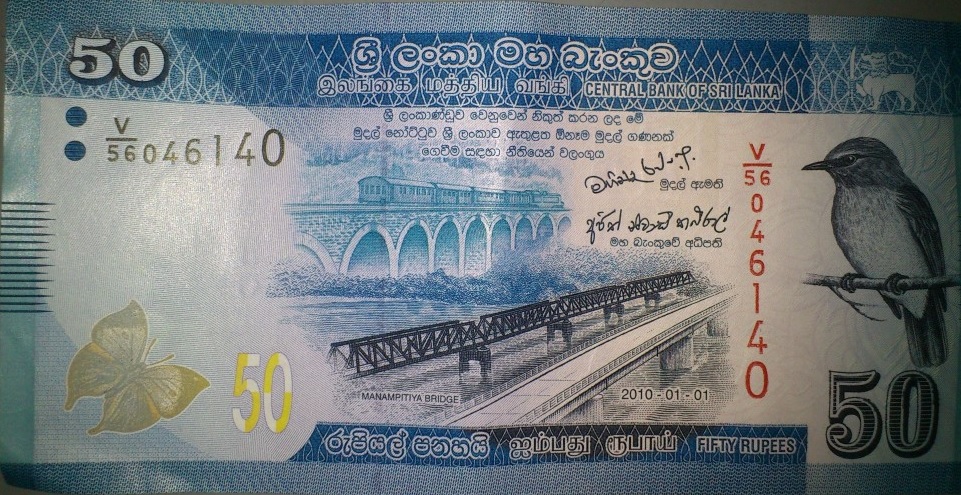 50
ශ්‍රී ලංකා මහ බැංකුව
இலங்கை மத்திய வங்கி CENTRAL BANK OF SRI LANKA
ශ්‍රී ලංකාණ්ඩුව වෙනුවෙන් නිකුත් කරන ලද මේ
මුදල් නෝට්ටුව ශ්‍රී ලංකාව ඇතුළත ඕනෑම මුදල් ගණනක්
ගෙවීම සඳහා නීතියෙන් වලංගුය
V/56 046140
මුදල් ඇමති
මහ බැංකුවේ අධිපති
V/56 046140
50
MANAMPITIYA BRIDGE
2010-01-01
50
රුපියල් පනහයි ஐம்பது ரூபாய் FIFTY RUPEES